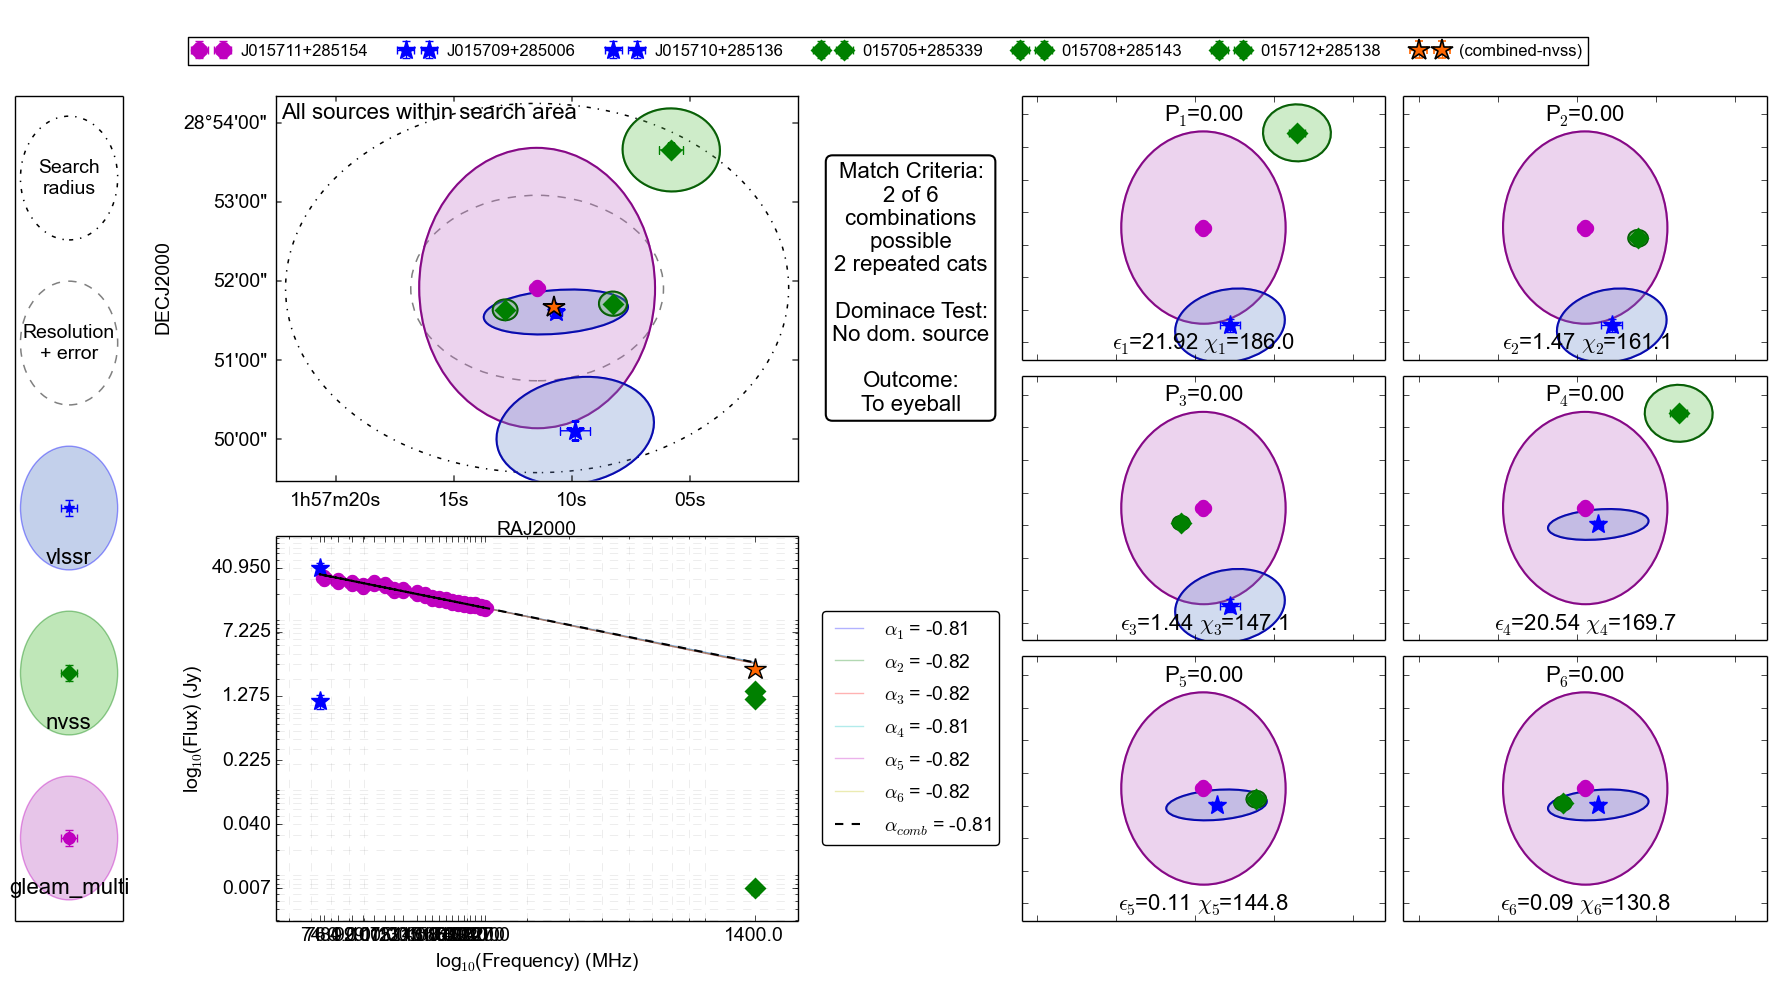 J015711+285154 J015709+285006 J015710+285136 015705+285339 015708+285143 015712+285138 (combined-nvss)
Search
radius
Resolution
+ error
vlssr
nvss
gleam_multi
All sources within search area
DECJ2000
28°54'00"
53'00"
52'00"
51'00"
50'00"
1h57m20s 15s 10s 05s
RAJ2000
log10(Flux) (Jy)
40.950
7.225
1.275
0.225
0.040
0.007
1400.0
log10(Frequency) (MHz)
Match Criteria:
2 of 6
combinations
possible
2 repeated cats
Dominace Test:
No dom. source
Outcome:
To eyeball
α1 = -0.81
α2 = -0.82
α3 = -0.82
α4 = -0.81
α5 = -0.82
α6 = -0.82
αcomb = -0.81
P1=0.00
ϵ1=21.92 χ1=186.0
P2=0.00
ϵ2=1.47 χ2=161.1
P3=0.00
ϵ3=1.44 χ3=147.1
P4=0.00
ϵ4=20.54 χ4=169.7
P5=0.00
ϵ5=0.11 χ5=144.8
P6=0.00
ϵ6=0.09 χ6=130.8